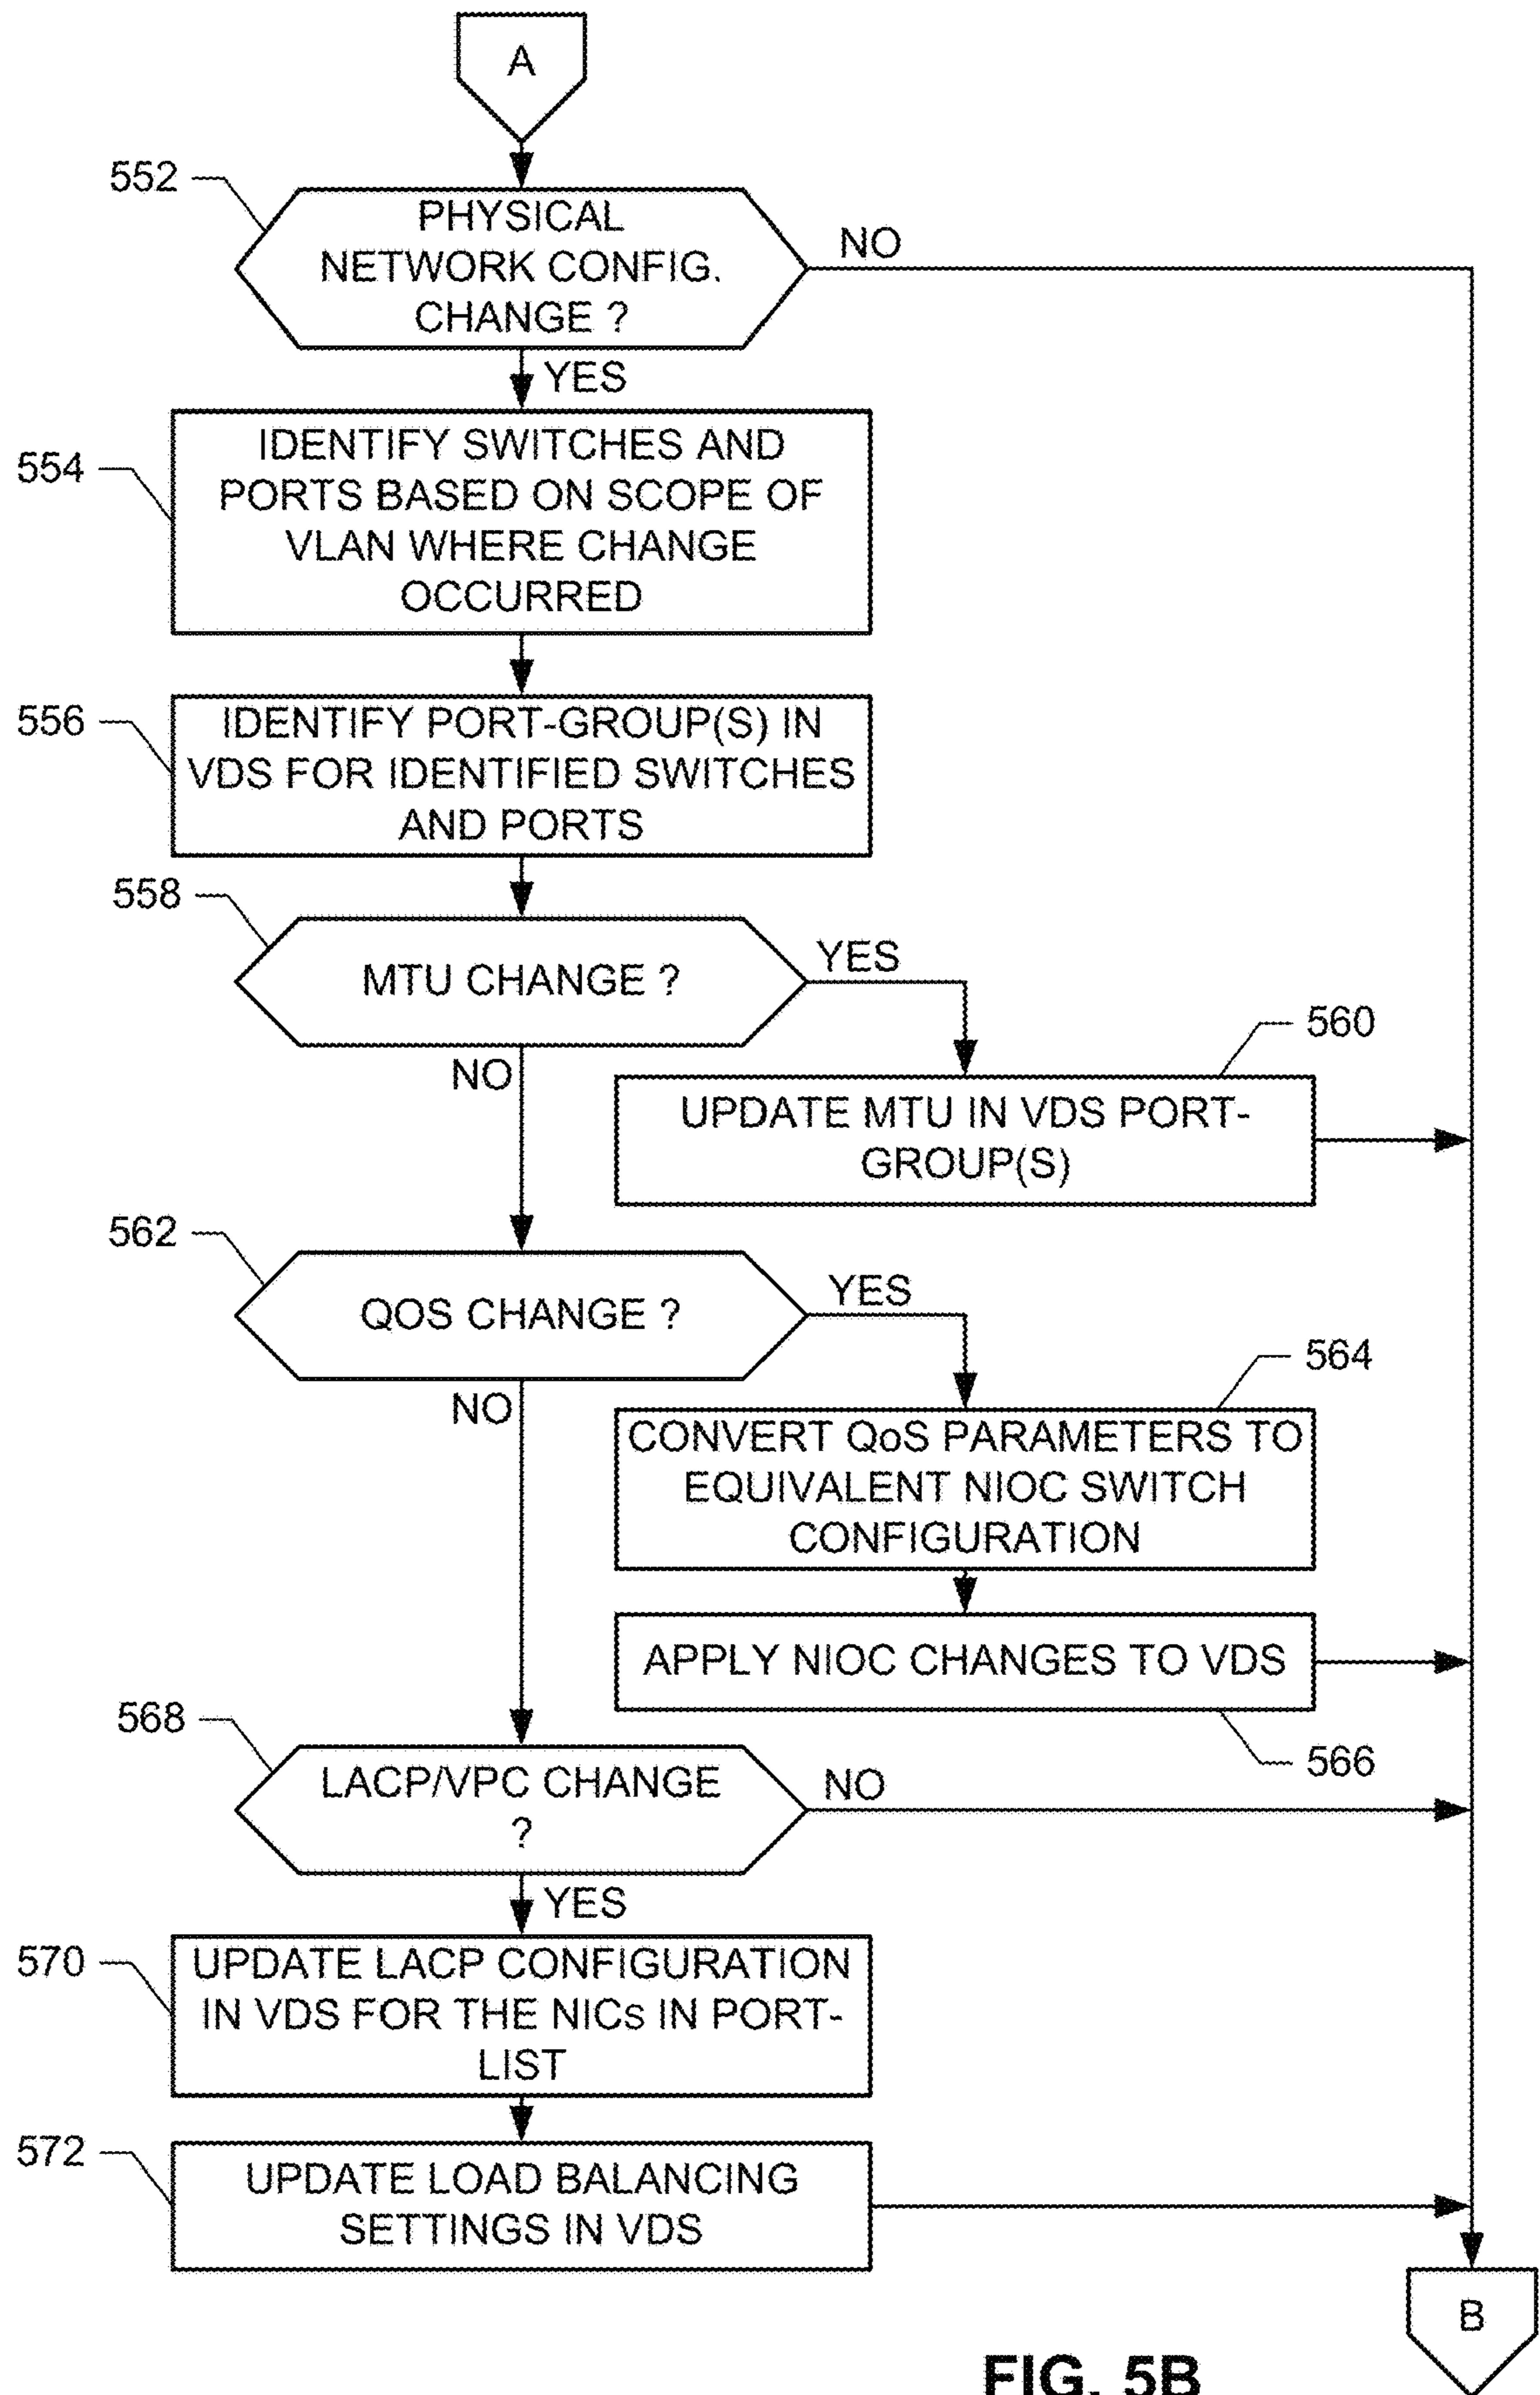 A
552
PHYSICAL
NETWORK CONFIG.
CHANGE ?
NO
YES
554
IDENTIFY SWITCHES AND
PORTS BASED ON SCOPE OF
VLAN WHERE CHANGE
OCCURRED
556
IDENTIFY PORT-GROUP(S) IN
VDS FOR IDENTIFIED SWITCHES
AND PORTS
558
MTU CHANGE ?
YES
NO
560
UPDATE MTU IN VDS PORT-
GROUP(S)
562
QOS CHANGE ?
YES
NO
564
CONVERT QoS PARAMETERS TO
EQUIVALENT NIOC SWITCH
CONFIGURATION
APPLY NIOC CHANGES TO VDS
566
568
LACP/VPC CHANGE
?
NO
YES
570
UPDATE LACP CONFIGURATION
IN VDS FOR THE NICs IN PORT-
LIST
572
UPDATE LOAD BALANCING
SETTINGS IN VDS
B
FIG. 5B